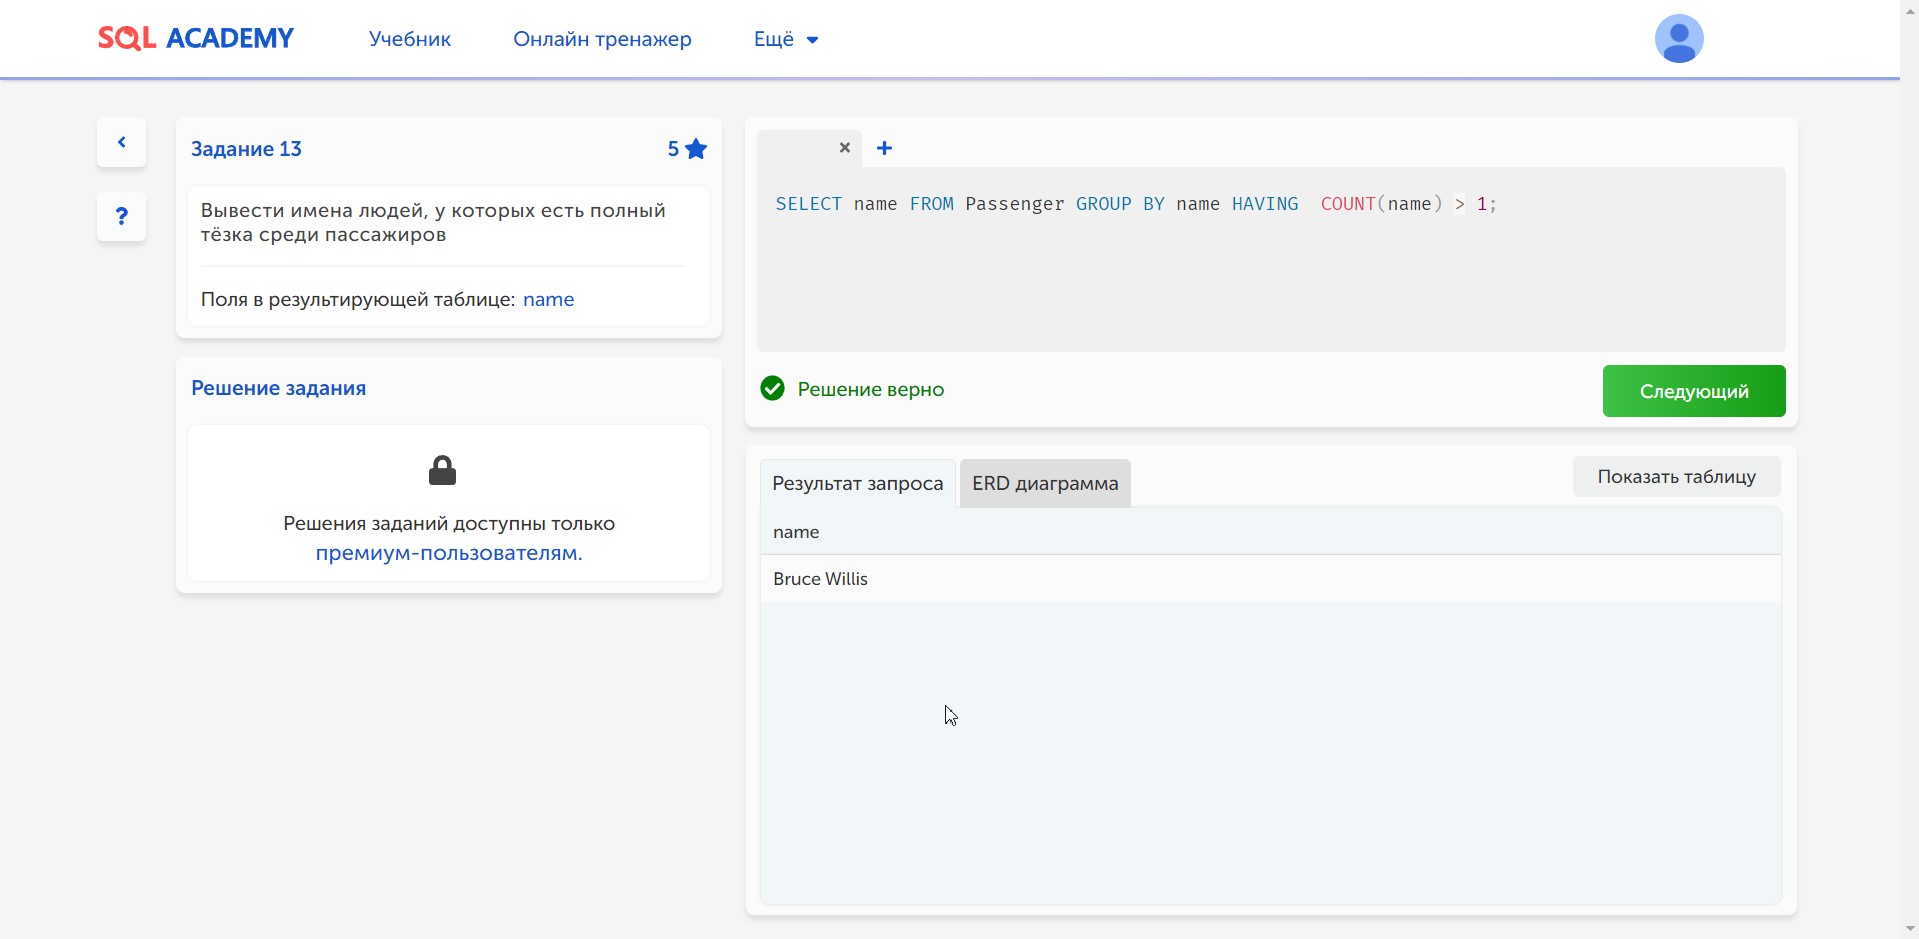 SQL ACADEMY
Учебник
Онлайн тренажер
Ещё
Задание 13
5
Вывести имена людей, у которых есть полный
тёзка среди пассажиров
Поля в результирующей таблице: name
Решение задания
Решения заданий доступны только
премиум-пользователям.
SELECT name FROM Passenger GROUP BY name HAVING  COUNT(name) > 1;
Решение верно
Следующий
Результат запроса
ERD диаграмма
Показать таблицу
name
Bruce Willis